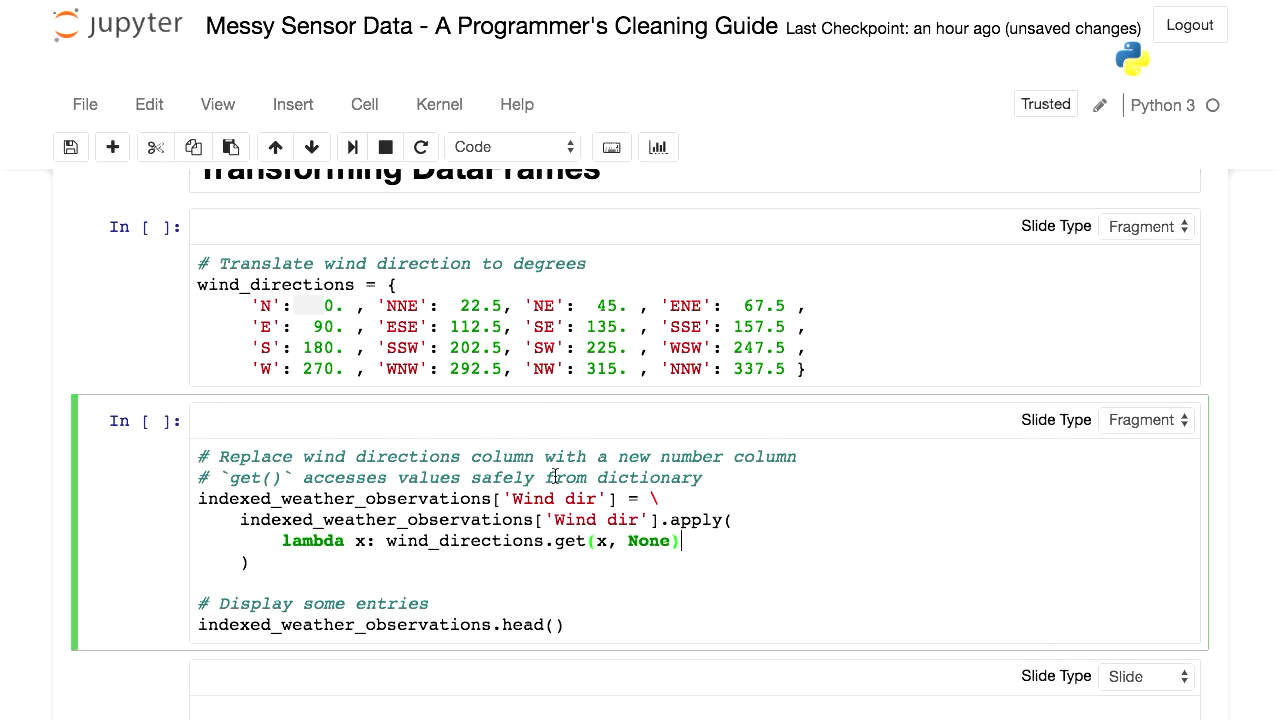 jupyter Messy Sensor Data - A Programmer's Cleaning Guide Last Checkpoint: an hour ago (unsaved changes) Logout
File Edit View Insert Cell Kernel Help Trusted Python 3
Code
Transforming DataFrames
In [ ]: Slide Type Fragment
# Translate wind direction to degrees
wind_directions = {
'N': 0. , 'NNE': 22.5, 'NE': 45. , 'ENE': 67.5 ,
'E': 90. , 'ESE': 112.5, 'SE': 135. , 'SSE': 157.5 ,
'S': 180. , 'SSW': 202.5, 'SW': 225. , 'WSW': 247.5 ,
'W': 270. , 'WNW': 292.5, 'NW': 315. , 'NNW': 337.5 }
In [ ]: Slide Type Fragment
# Replace wind directions column with a new number column
# `get()` accesses values safely from dictionary
indexed_weather_observations['Wind dir'] = \
indexed_weather_observations['Wind dir'].apply(
lambda x: wind_directions.get(x, None)
)
# Display some entries
indexed_weather_observations.head()
Slide Type Slide